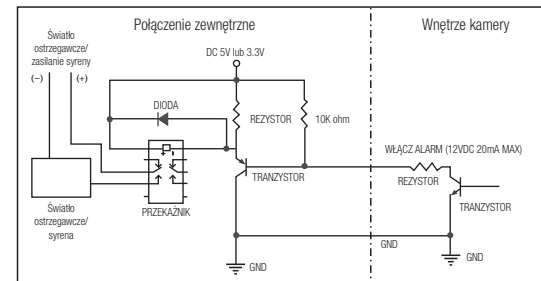 Połączenie zewnętrzne
Wnętrze kamery
Światło
ostrzegawcze/
zasilanie syreny
(−)
(+)
DC 5V lub 3.3V
DIODA
REZYSTOR
10K ohm
WŁĄCZ ALARM (12VDC 20mA MAX)
TRANZYSTOR
REZYSTOR
TRANZYSTOR
PRZEKAŹNIK
Światło
ostrzegawcze/
syrena
GND
GND
GND